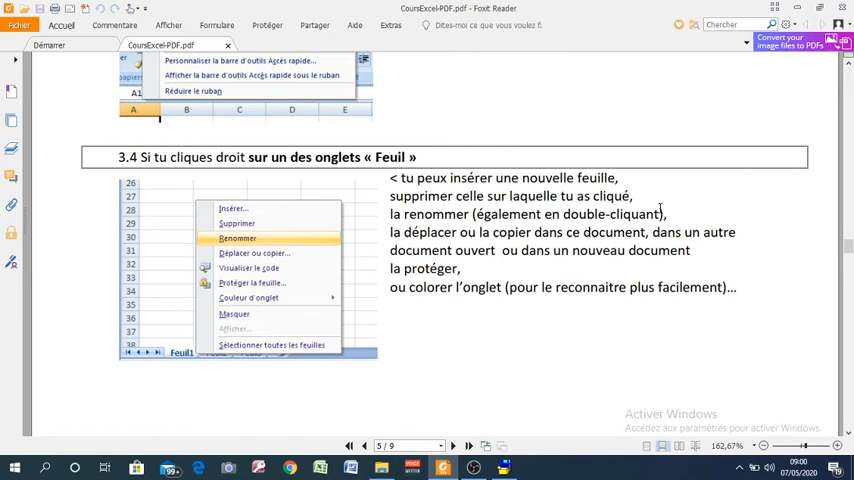 CoursExcel-PDF.pdf - Foxit Reader
Fichier Accueil Commentaire Afficher Formulaire Protéger Partager Aide Extras Dites-moi ce que vous voulez f Chercher
Démarrer CoursExcel-PDF.pdf Convert your
image files to PDFs
Personnaliser la barre d'outils Accès rapide...
Afficher la barre d'outils Accès rapide sous le ruban
Réduire le ruban
A1
A B C D E
3.4 Si tu cliques droit sur un des onglets « Feuil »
< tu peux insérer une nouvelle feuille,
supprimer celle sur laquelle tu as cliqué,
la renommer (également en double-cliquant),
la déplacer ou la copier dans ce document, dans un autre
document ouvert ou dans un nouveau document
la protéger,
ou colorer l'onglet (pour le reconnaitre plus facilement)...
26
27
28
29
30
31
32
33
34
35
36
37
38
Insérer...
Supprimer
Renommer
Déplacer ou copier...
Visualiser le code
Protéger la feuille...
Couleur d'onglet
Masquer
Afficher...
Sélectionner toutes les feuilles
Feuil1
Activer Windows
Accédez aux paramètres pour activer Windows.
5 / 9 162,67%
99+ 09:00
07/05/2020 19